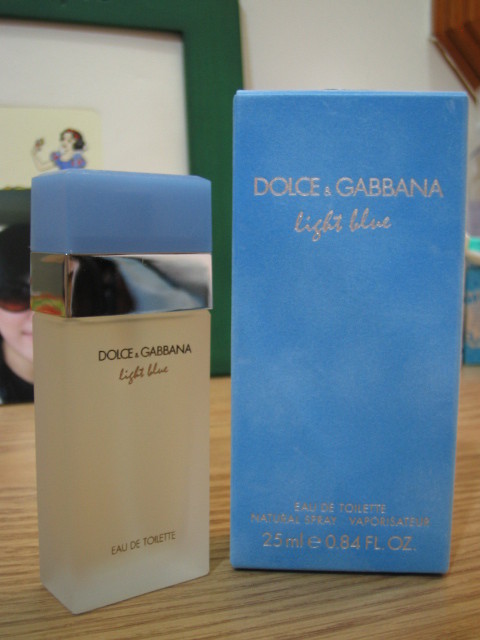 DOLCE & GABBANA
light blue
EAU DE TOILETTE
DOLCE & GABBANA
light blue
EAU DE TOILETTE
NATURAL SPRAY VAPORISATEUR
25ml e 0.84 FL.OZ.